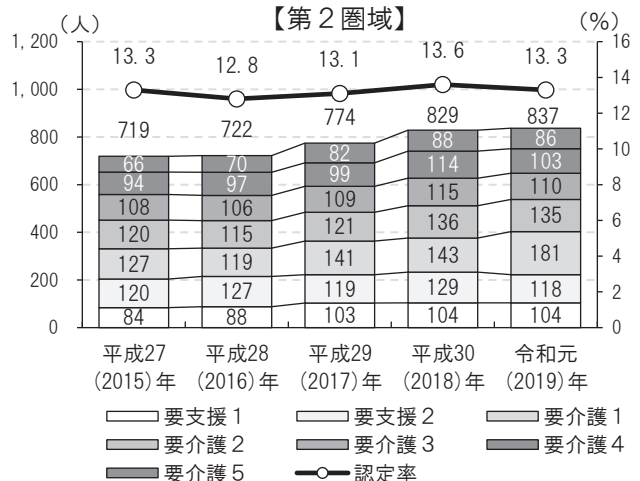 【第２圏域】
（人） （％）
1,200 16
1,000 14
800 12
600 10
400 8
200 6
0 4
2
0
13.3 12.8 13.1 13.6 13.3
719 722 774 829 837
66 70 82 88 86
94 97 99 114 103
108 106 109 115 110
120 115 121 136 135
127 119 141 143 181
120 127 119 129 118
84 88 103 104 104
平成27 平成28 平成29 平成30 令和元
(2015)年 (2016)年 (2017)年 (2018)年 (2019)年
要支援１ 要支援２ 要介護１
要介護２ 要介護３ 要介護４
要介護５ 認定率